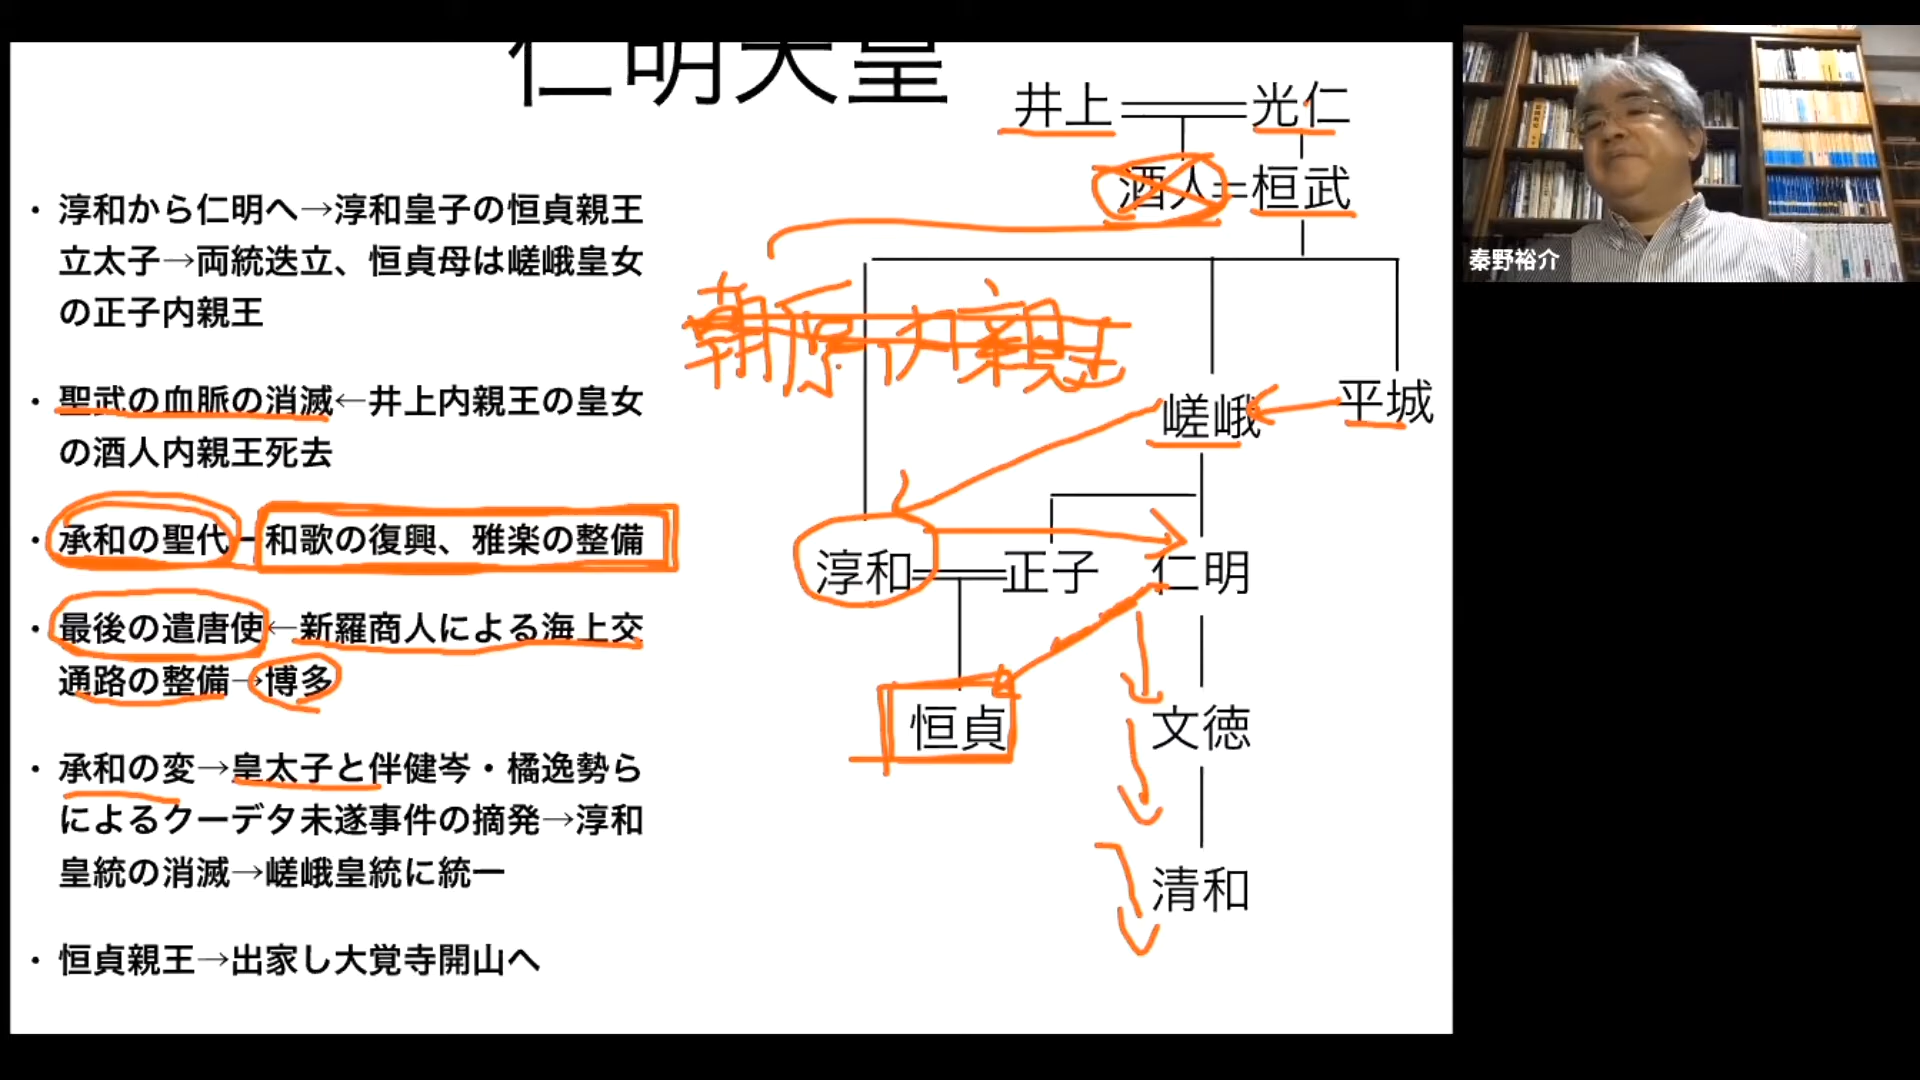 仁明天皇
・淳和から仁明へ→淳和皇子の恒貞親王
立太子→両統迭立、恒貞母は嵯峨皇女
の正子内親王
・聖武の血脈の消滅←井上内親王の皇女
の酒人内親王死去
・承和の聖代－和歌の復興、雅楽の整備
・最後の遣唐使←新羅商人による海上交
通路の整備→博多
・承和の変→皇太子と伴健岑・橘逸勢ら
によるクーデタ未遂事件の摘発→淳和
皇統の消滅→嵯峨皇統に統一
・恒貞親王→出家し大覚寺開山へ
井上 光仁
酒人 桓武
朝原内親王
嵯峨 平城
淳和 正子 仁明
恒貞 文徳
清和
秦野裕介